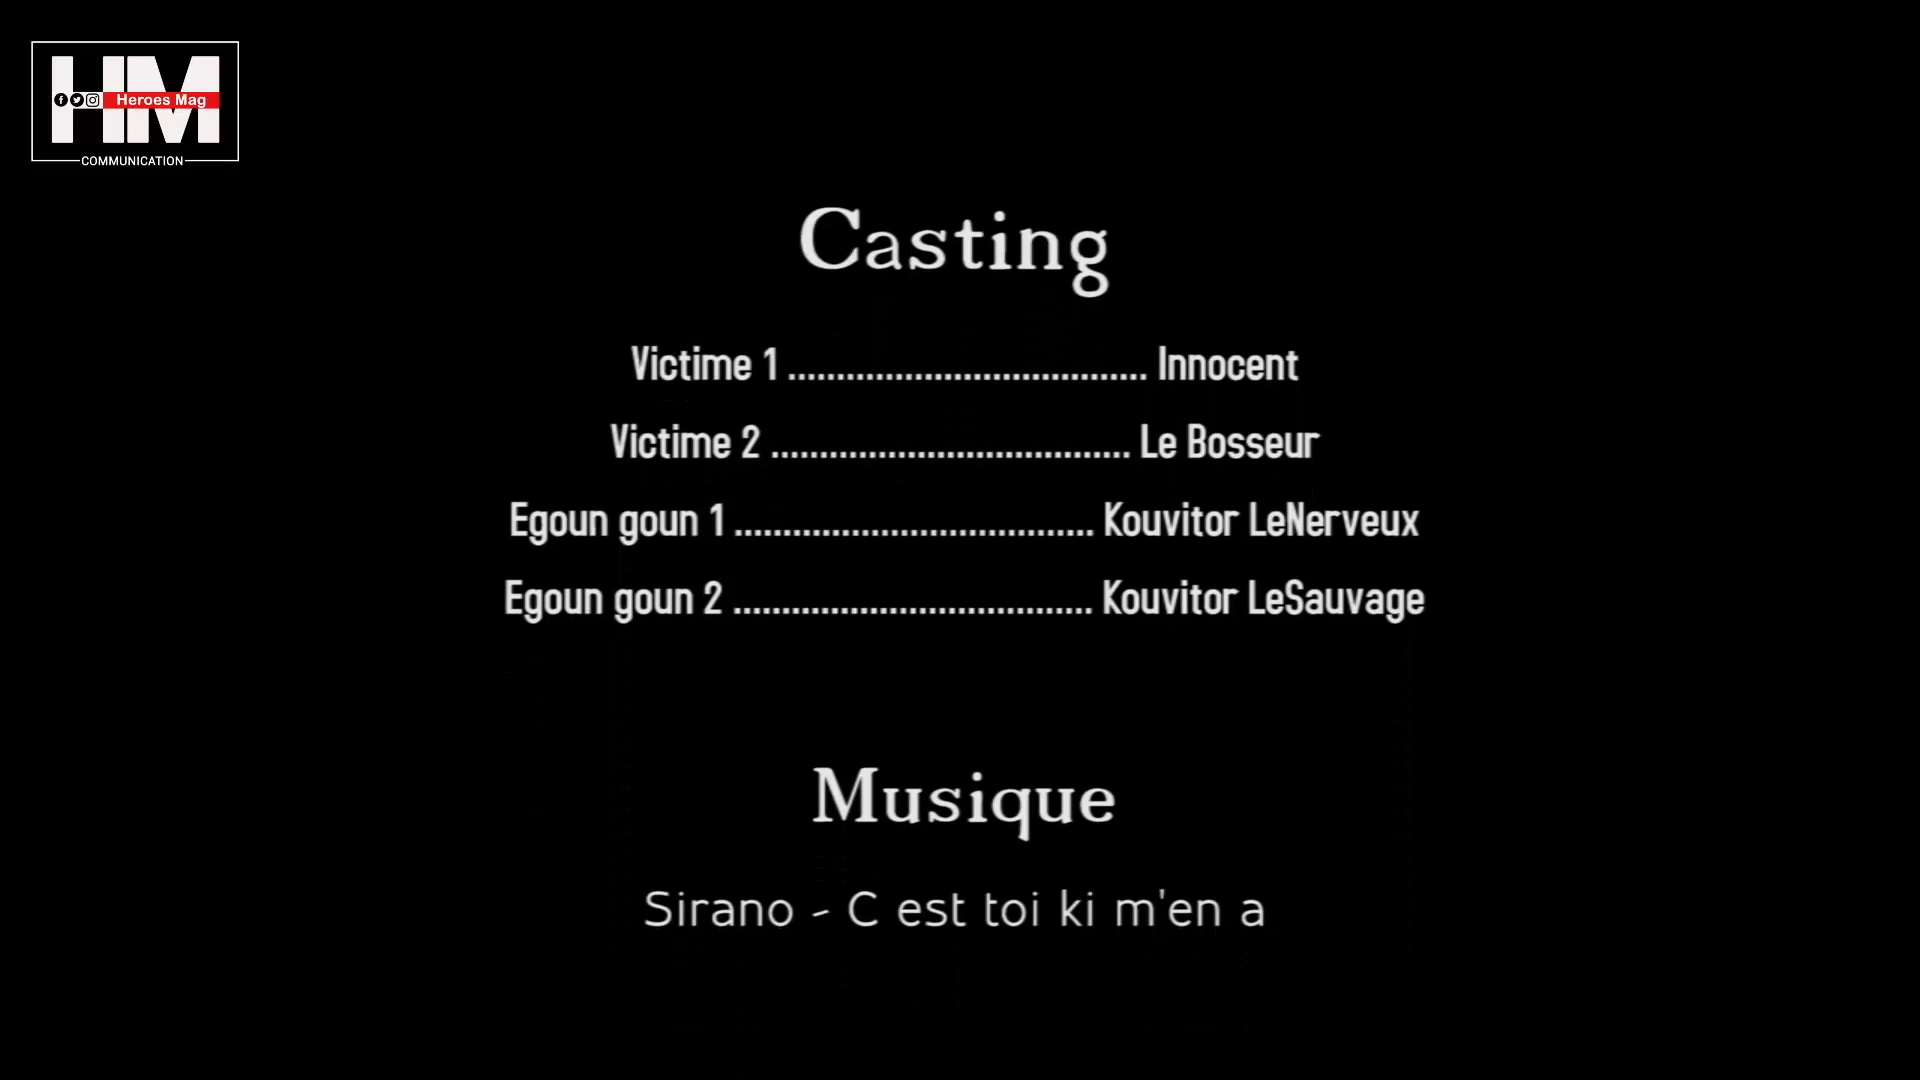 HM
Heroes Mag
COMMUNICATION
Casting
Victime 1 ..................................... Innocent
Victime 2 ..................................... Le Bosseur
Egoun goun 1 ..................................... Kouvitor LeNerveux
Egoun goun 2 ..................................... Kouvitor LeSauvage
Musique
Sirano - C est toi ki m'en a